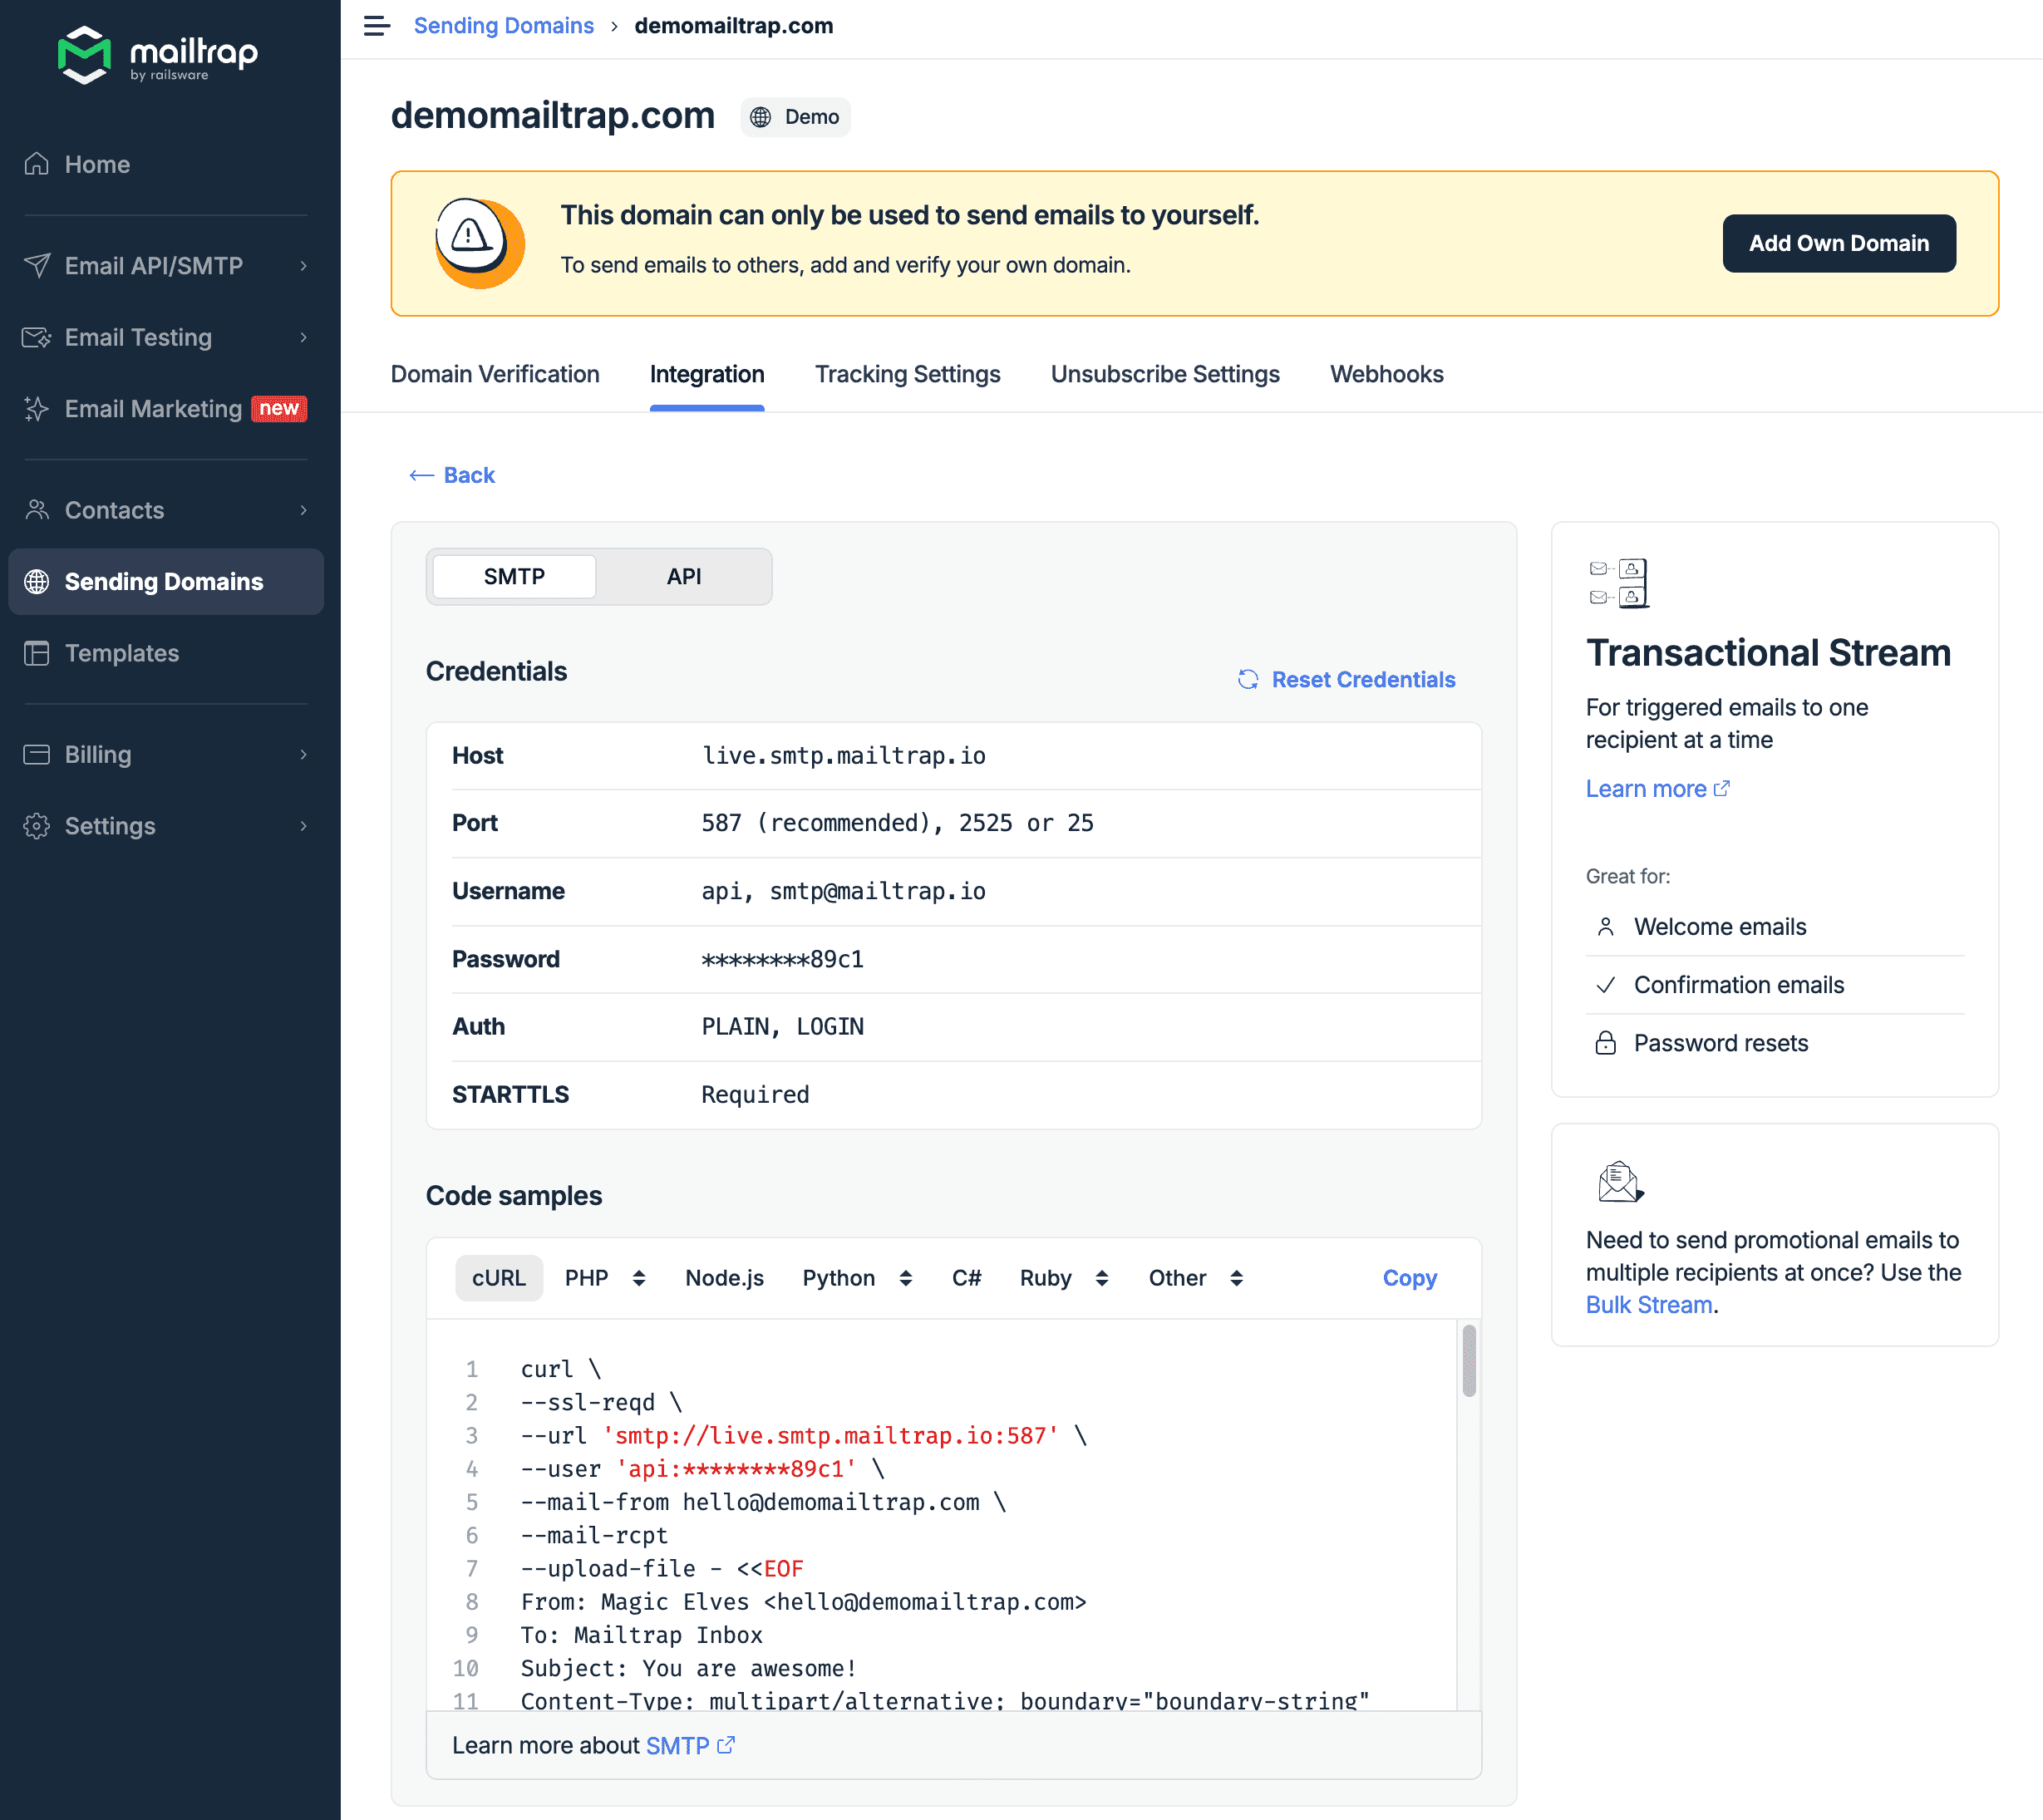 mailtrap
by railsware
Home
Email API/SMTP
Email Testing
Email Marketing new
Contacts
Sending Domains
Templates
Billing
Settings
Sending Domains › demomailtrap.com
demomailtrap.com Demo
This domain can only be used to send emails to yourself.
To send emails to others, add and verify your own domain.
Add Own Domain
Domain Verification Integration Tracking Settings Unsubscribe Settings Webhooks
← Back
SMTP API
Credentials
Reset Credentials
Host live.smtp.mailtrap.io
Port 587 (recommended), 2525 or 25
Username api, smtp@mailtrap.io
Password ********89c1
Auth PLAIN, LOGIN
STARTTLS Required
Code samples
cURL PHP Node.js Python C# Ruby Other Copy
1 curl \
2 --ssl-reqd \
3 --url 'smtp://live.smtp.mailtrap.io:587' \
4 --user 'api:********89c1' \
5 --mail-from hello@demomailtrap.com \
6 --mail-rcpt
7 --upload-file - <<EOF
8 From: Magic Elves <hello@demomailtrap.com>
9 To: Mailtrap Inbox
10 Subject: You are awesome!
11 Content-Type: multipart/alternative; boundary="boundary-string"
Learn more about SMTP
Transactional Stream
For triggered emails to one
recipient at a time
Learn more
Great for:
Welcome emails
Confirmation emails
Password resets
Need to send promotional emails to
multiple recipients at once? Use the
Bulk Stream.